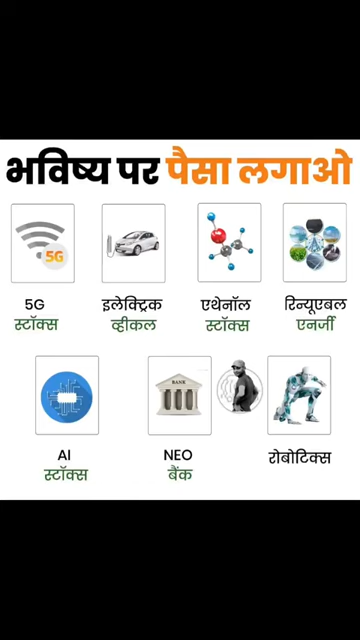 भविष्य पर पैसा लगाओ
5G
5G
स्टॉक्स
इलेक्ट्रिक
व्हीकल
एथेनॉल
स्टॉक्स
रिन्यूएबल
एनर्जी
AI
स्टॉक्स
BANK
NEO
बैंक
रोबोटिक्स